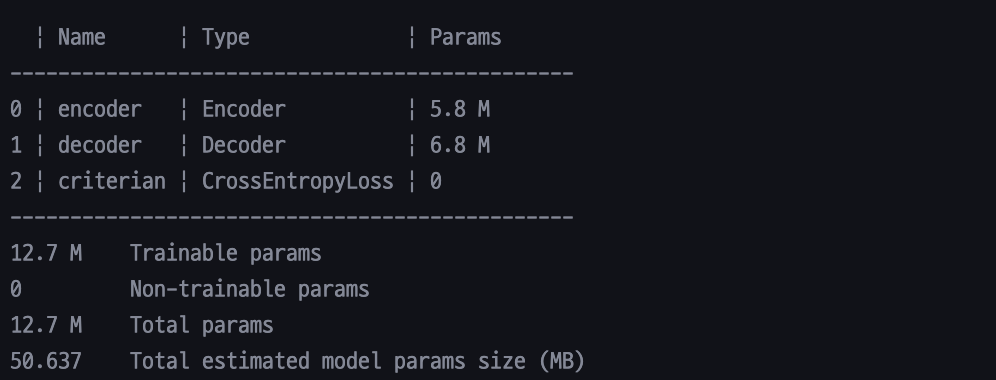 ¦ Name      ¦ Type             ¦ Params
-----------------------------------------------
0 ¦ encoder   ¦ Encoder          ¦ 5.8 M
1 ¦ decoder   ¦ Decoder          ¦ 6.8 M
2 ¦ criterian ¦ CrossEntropyLoss ¦ 0
-----------------------------------------------
12.7 M    Trainable params
0         Non-trainable params
12.7 M    Total params
50.637    Total estimated model params size (MB)